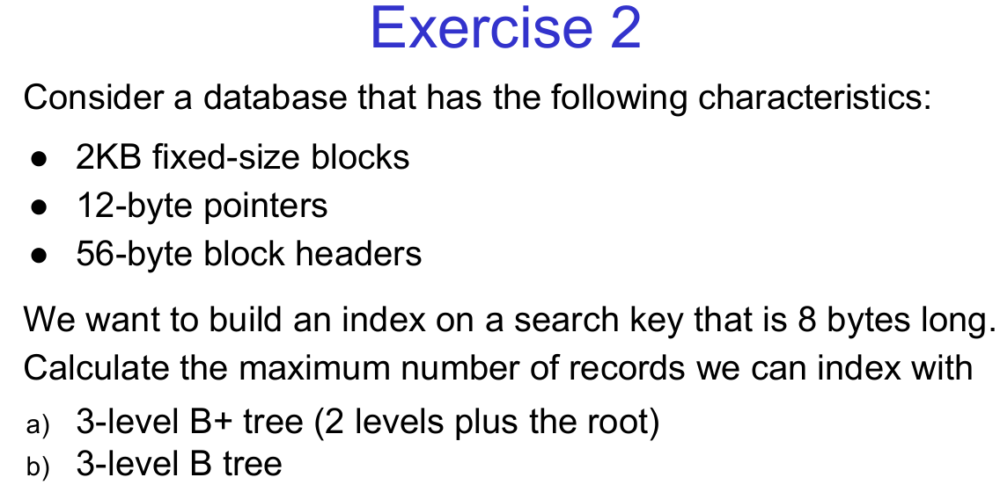 Exercise 2
Consider a database that has the following characteristics:
● 2KB fixed-size blocks
● 12-byte pointers
● 56-byte block headers
We want to build an index on a search key that is 8 bytes long.
Calculate the maximum number of records we can index with
a) 3-level B+ tree (2 levels plus the root)
b) 3-level B tree